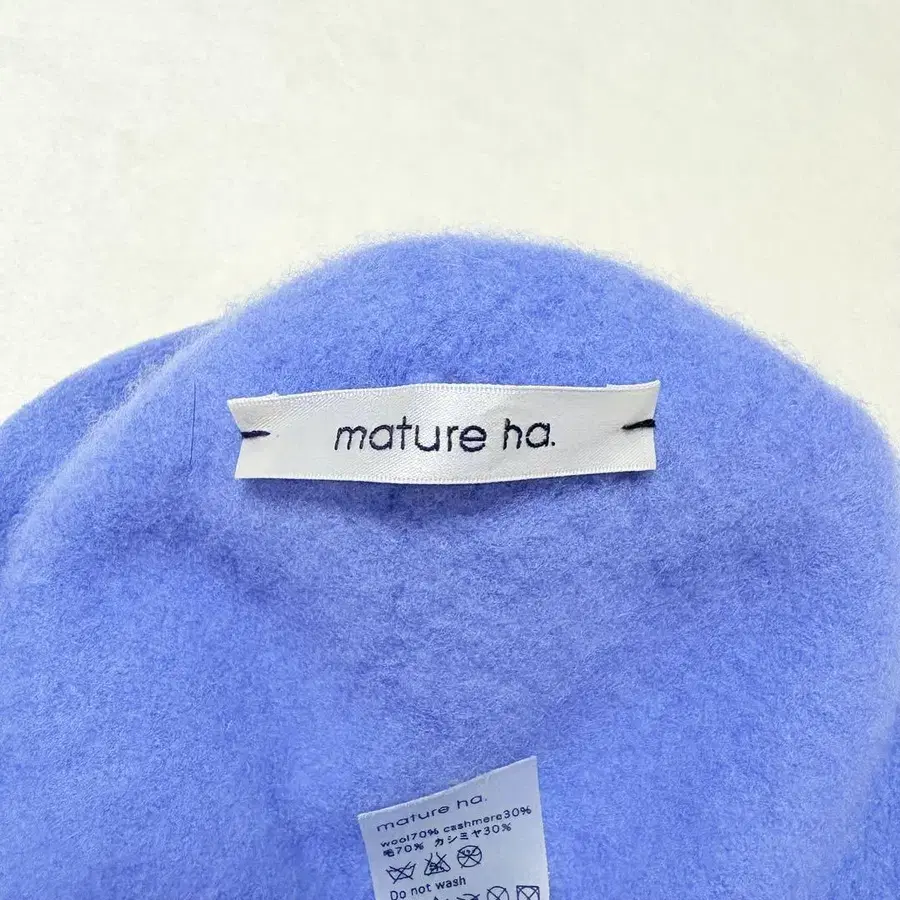 mature ha.
mature ha.
wool70% cashmere30%
毛70% カシミヤ30%
Do not wash